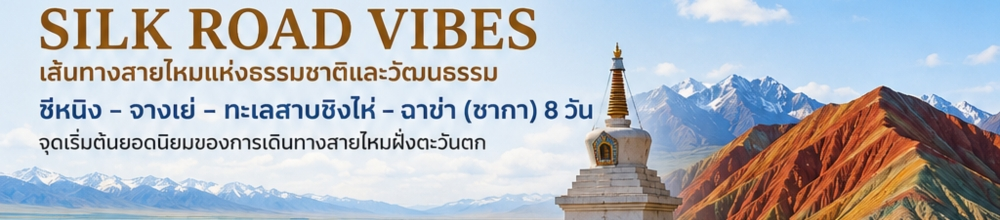 SILK ROAD VIBES
เส้นทางสายไหมแห่งธรรมชาติและวัฒนธรรม
ซีหนิง – จางเย่ – ทะเลสาบชิงไห่ – ฉาข่า (ชากา) 8 วัน
จุดเริ่มต้นยอดนิยมของการเดินทางสายไหมฝั่งตะวันตก